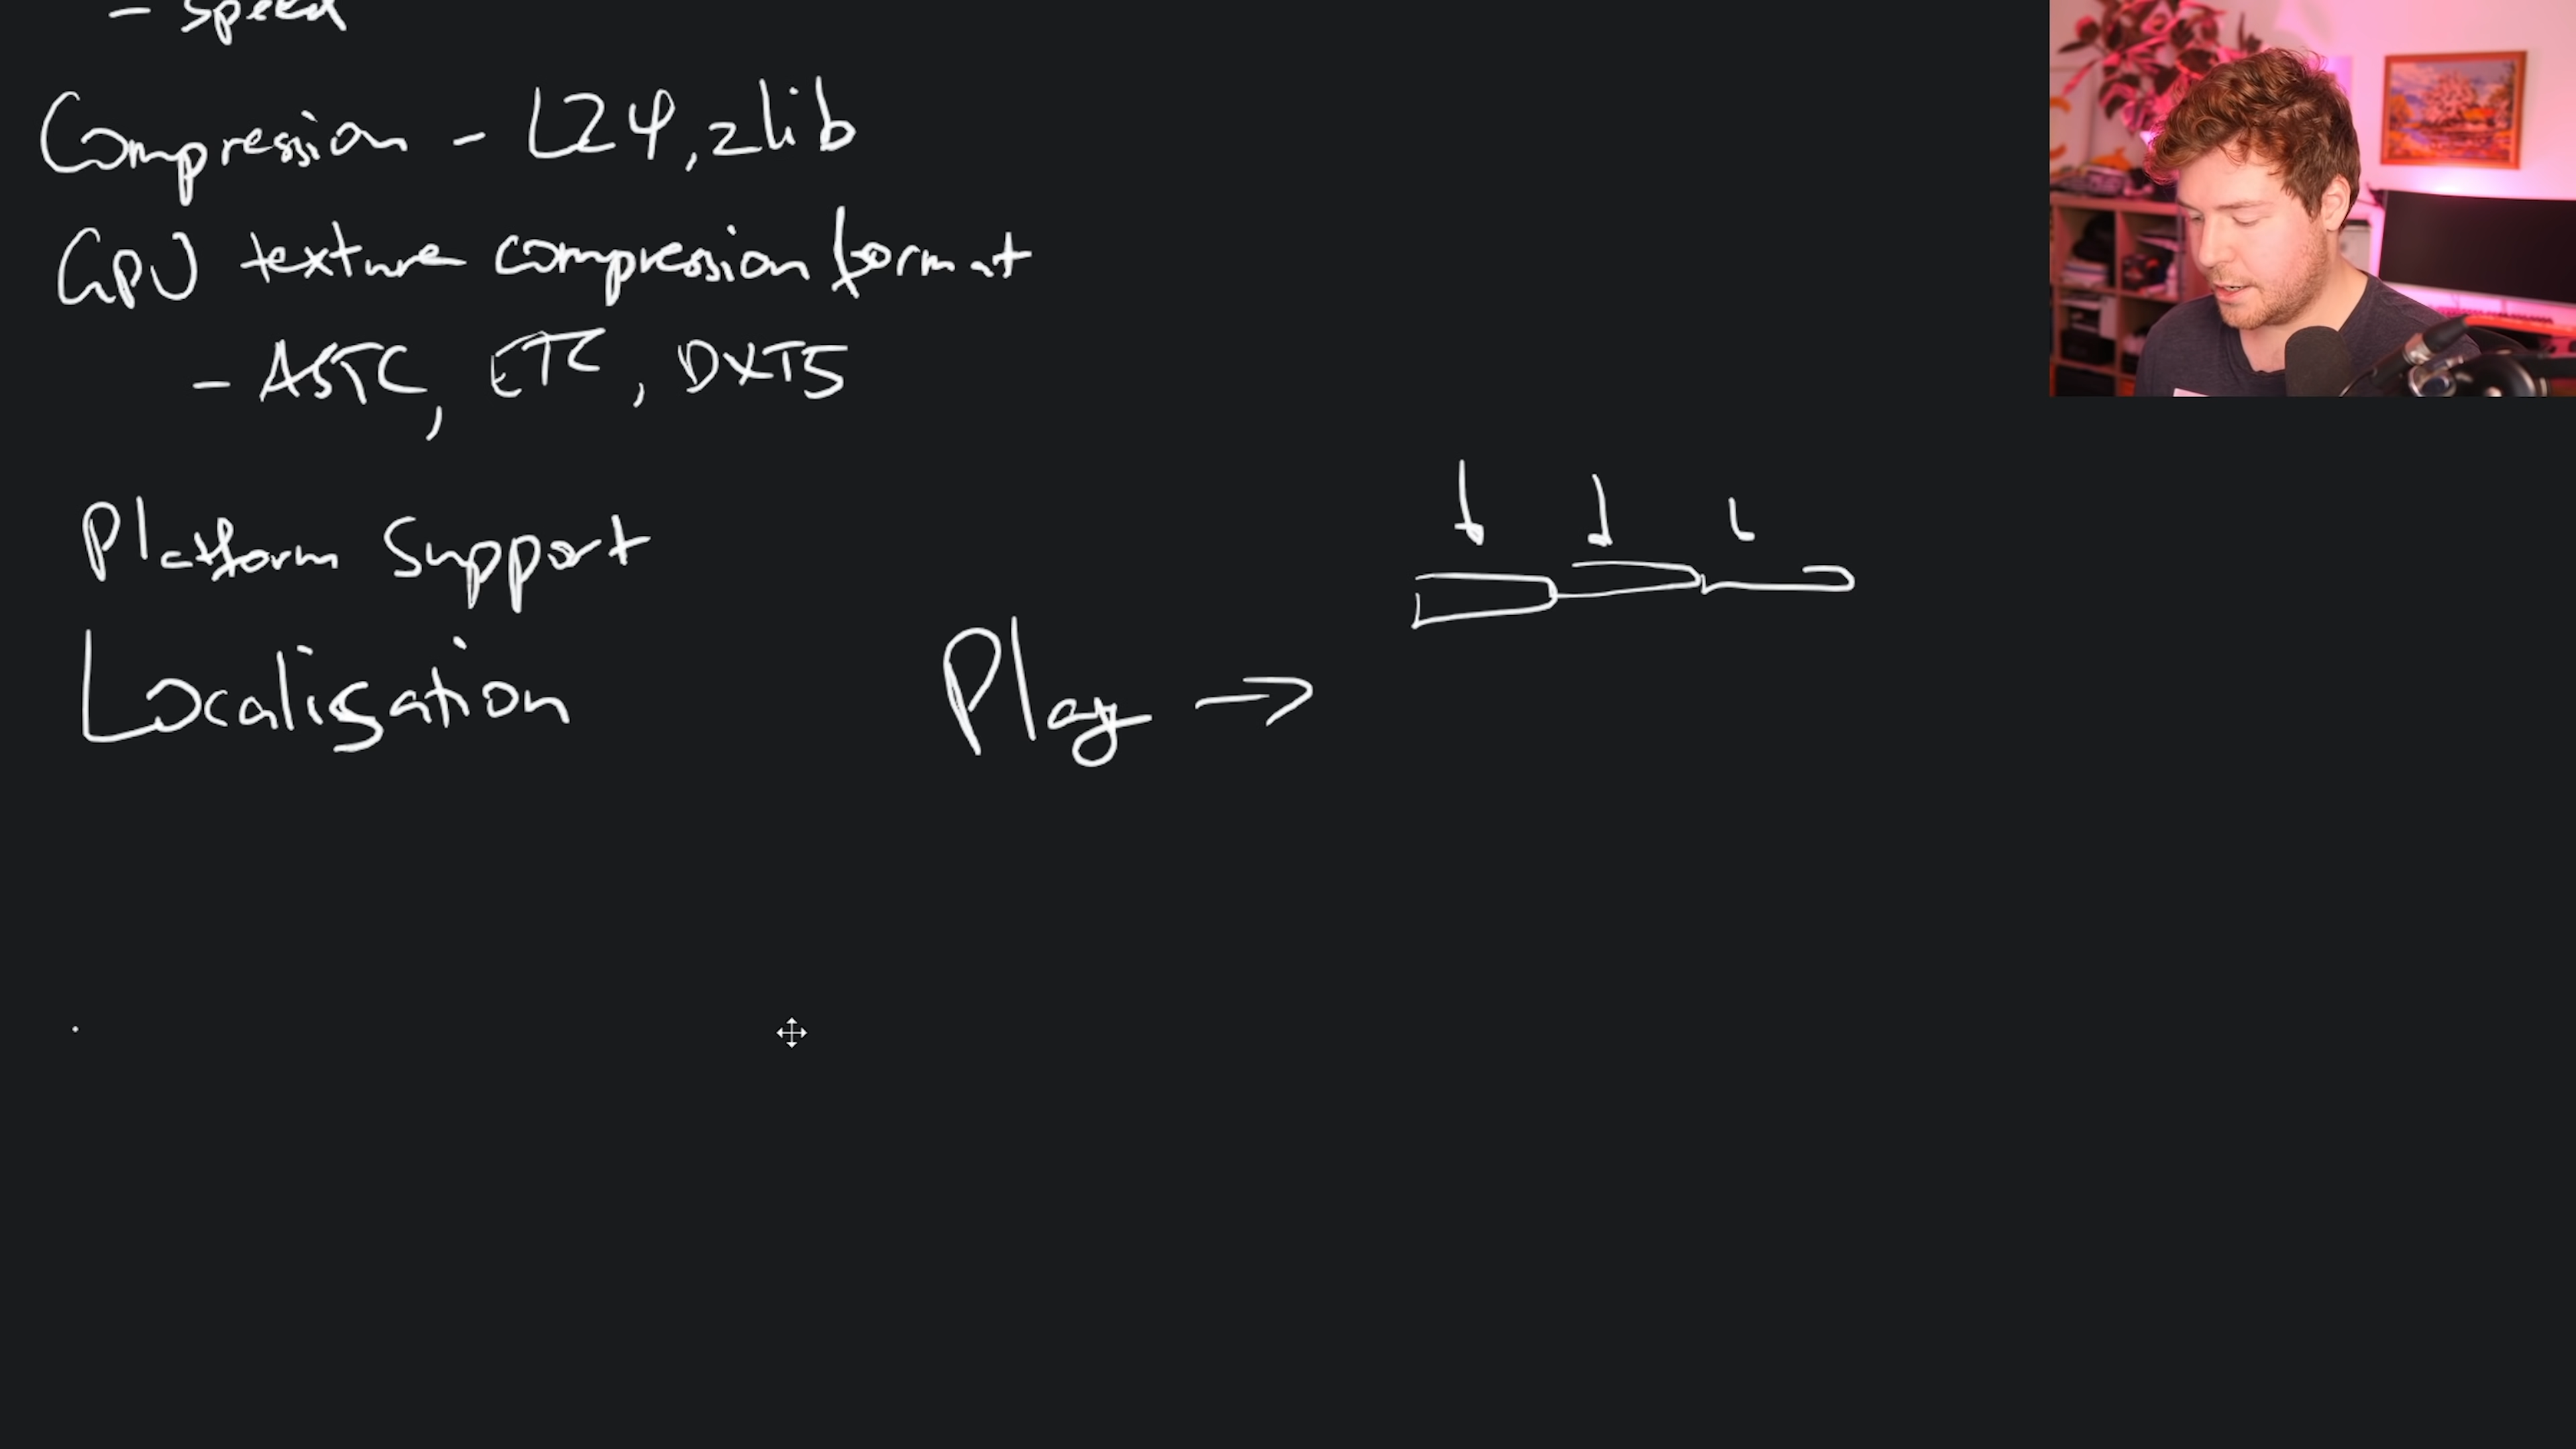 - Speed
Compression - LZ4, zlib
GPU texture compression format
- ASTC, ETC, DXT5
Platform Support
Localisation
Play →